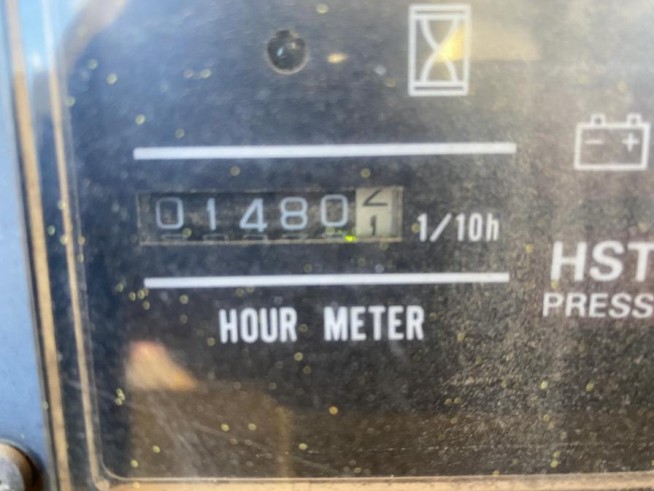 01480 1/10h
HOUR METER
- +
HST
PRESS